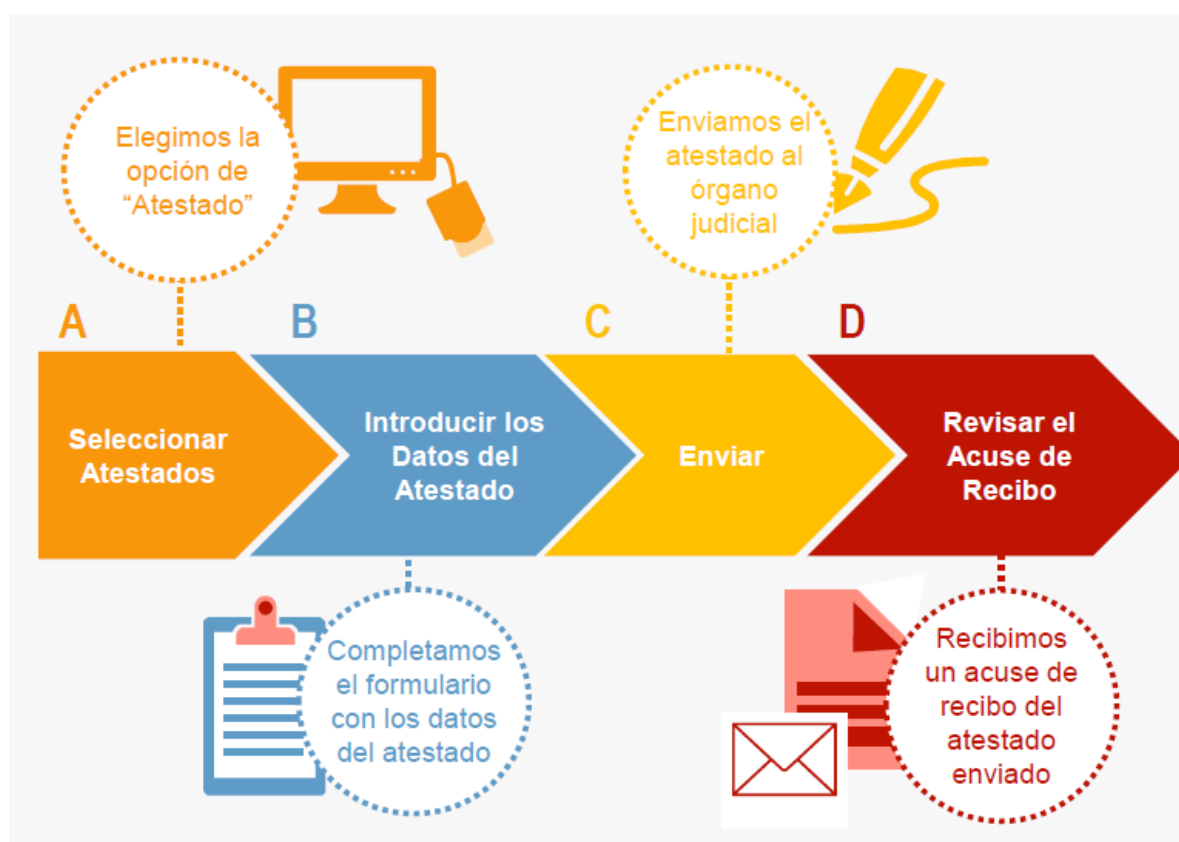 Elegimos la
opción de
“Atestado”
Enviamos el
atestado al
órgano
judicial
A
B
C
D
Seleccionar
Atestados
Introducir los
Datos del
Atestado
Enviar
Revisar el
Acuse de
Recibo
Completamos
el formulario
con los datos
del atestado
Recibimos
un acuse de
recibo del
atestado
enviado